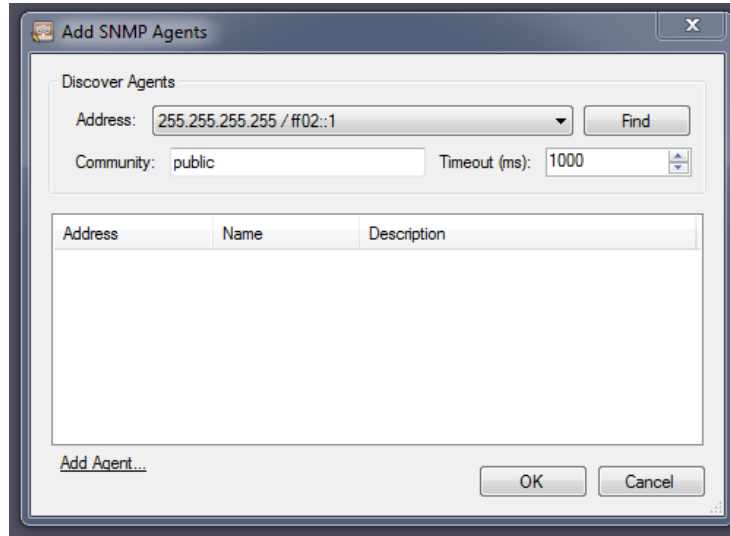 Add SNMP Agents
Discover Agents
Address: 255.255.255.255 / ff02::1 Find
Community: public Timeout (ms): 1000
Address Name Description
Add Agent...
OK Cancel